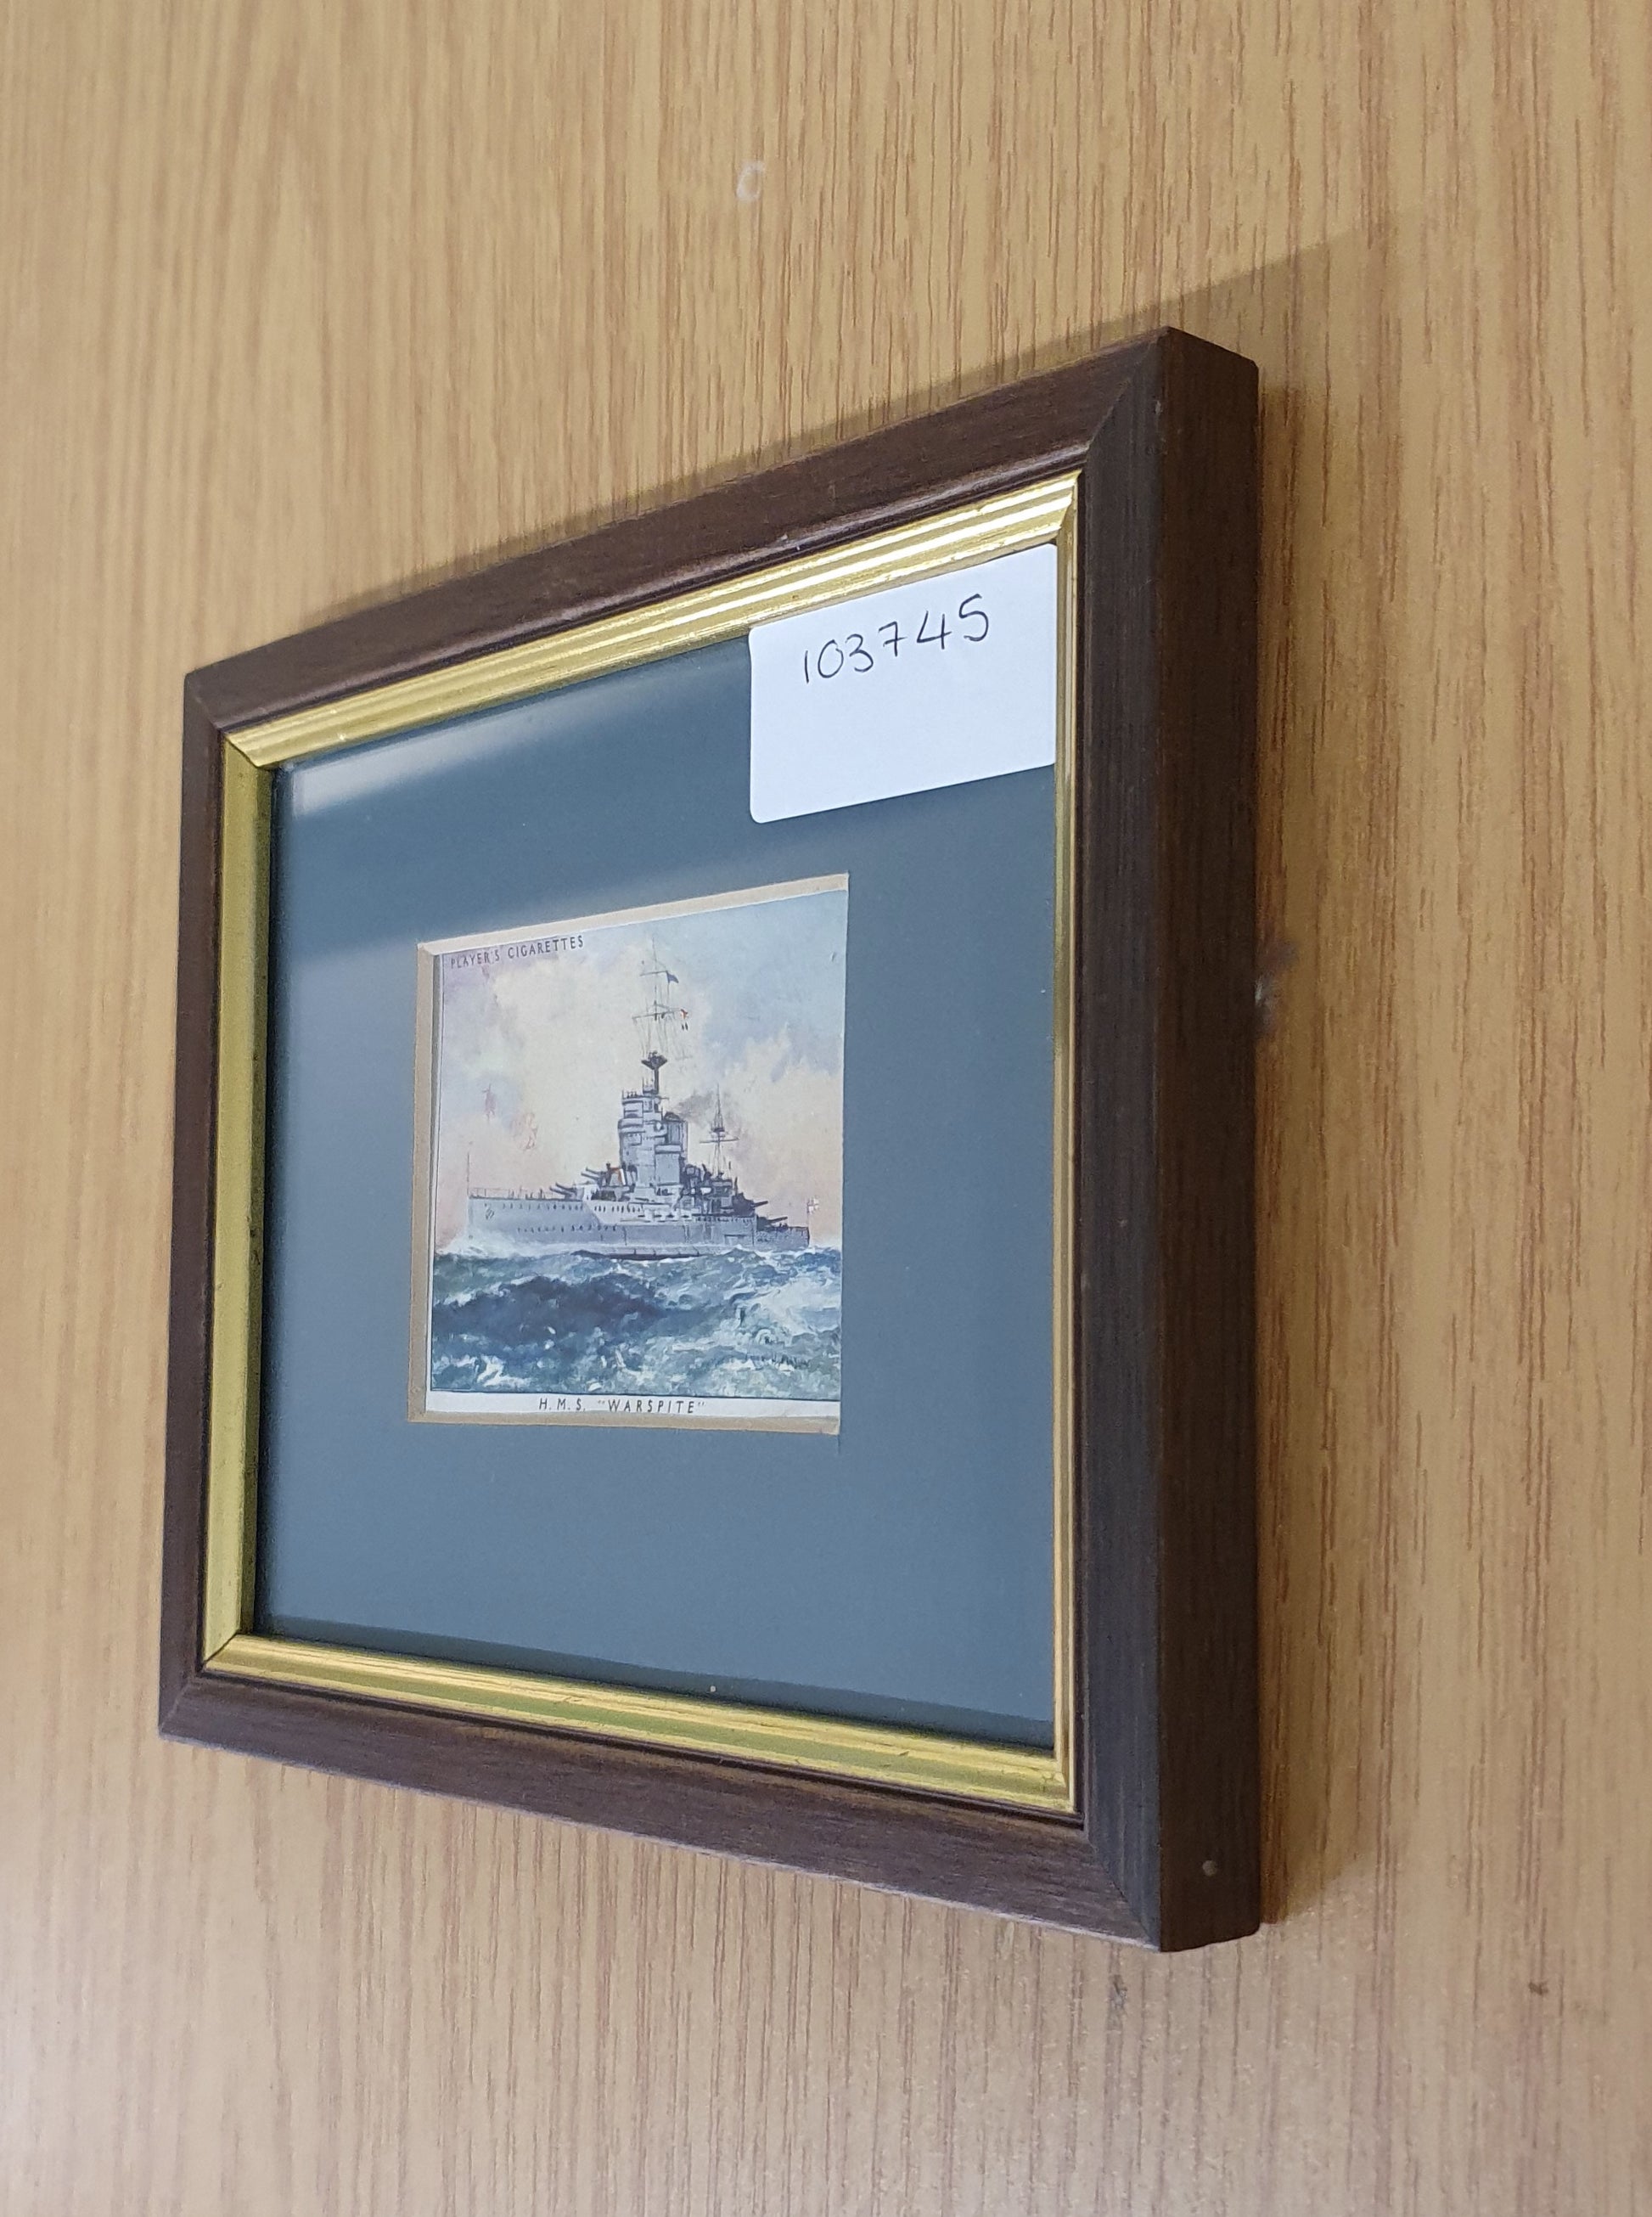 103745
PLAYER'S CIGARETTES
H.M.S. "WARSPITE"